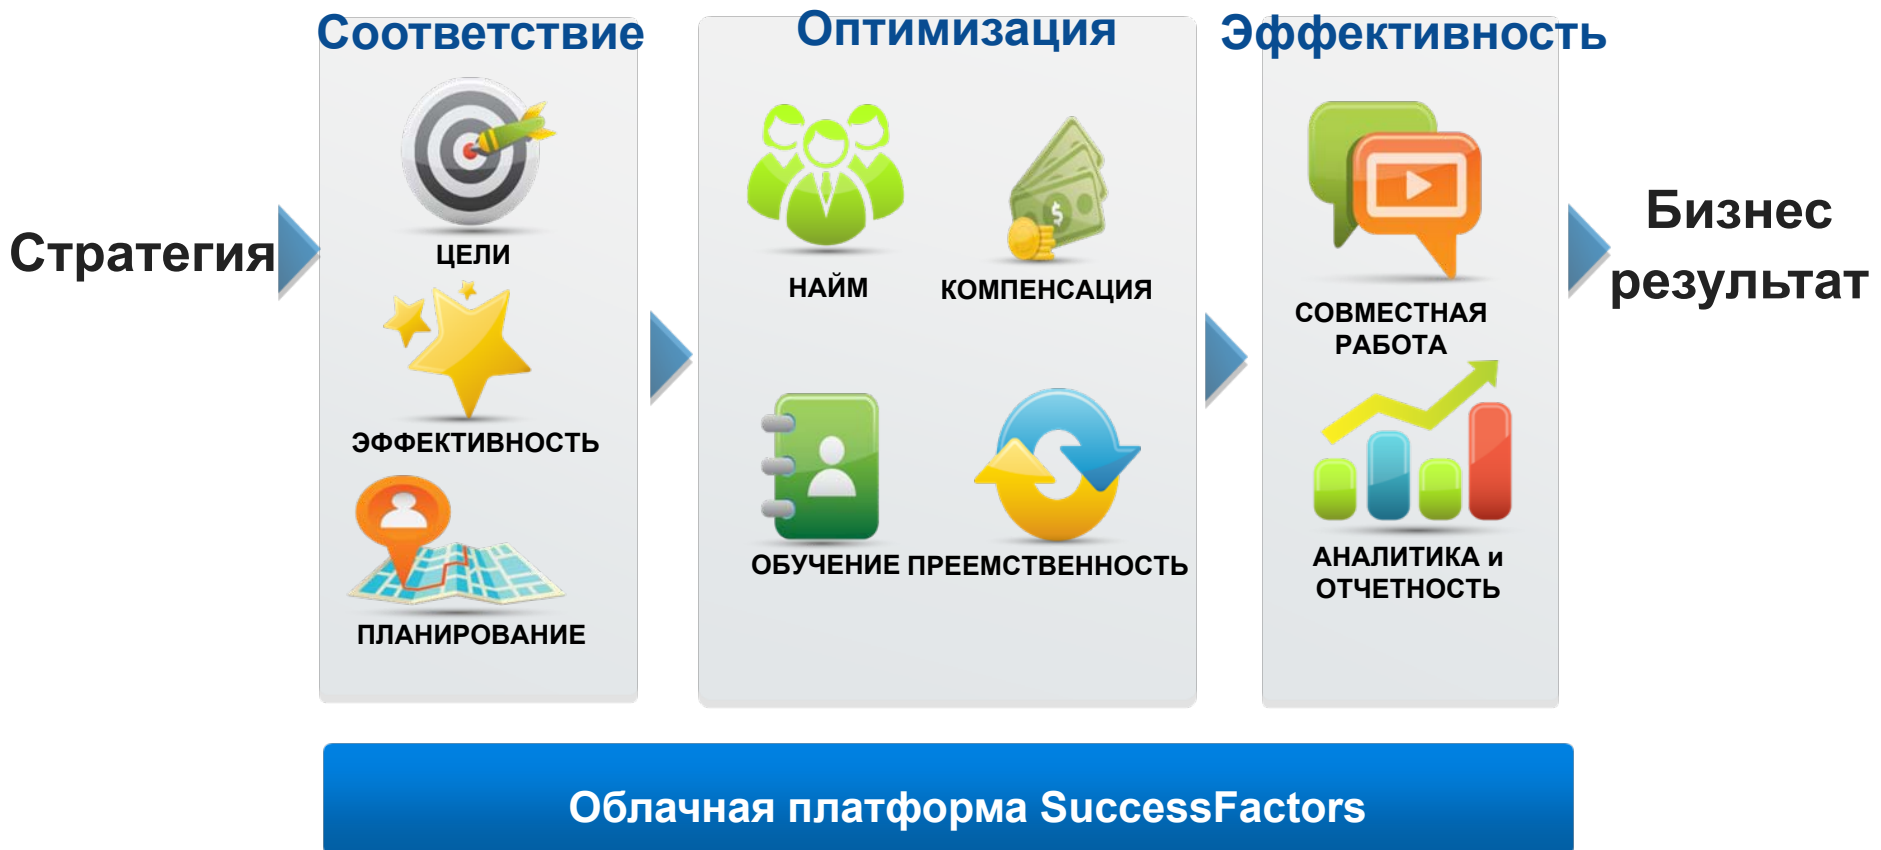 Стратегия
Соответствие
ЦЕЛИ
ЭФФЕКТИВНОСТЬ
ПЛАНИРОВАНИЕ
Оптимизация
НАЙМ
КОМПЕНСАЦИЯ
ОБУЧЕНИЕ
ПРЕЕМСТВЕННОСТЬ
Эффективность
СОВМЕСТНАЯ
РАБОТА
АНАЛИТИКА и
ОТЧЕТНОСТЬ
Бизнес
результат
Облачная платформа SuccessFactors